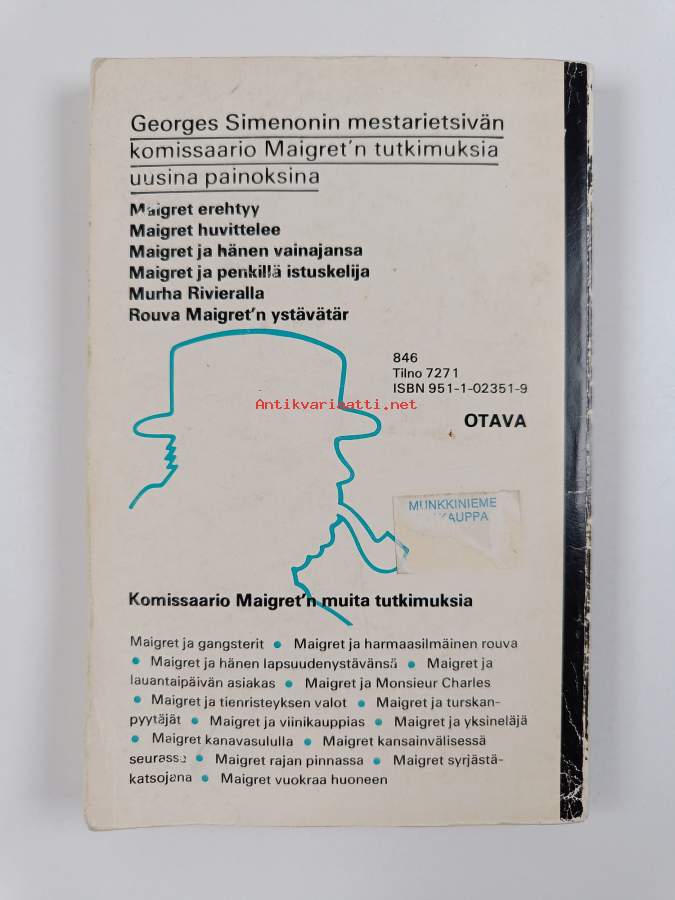 Georges Simenonin mestarietsivän
komissaario Maigret'n tutkimuksia
uusina painoksina
Maigret erehtyy
Maigret huvittelee
Maigret ja hänen vainajansa
Maigret ja penkillä istuskelija
Murha Rivieralla
Rouva Maigret'n ystävätär
846
Tilno 7271
ISBN 951-1-02351-9
Antikvariaatti.net
OTAVA
MUNKKINIEME
KAUPPA
Komissaario Maigret'n muita tutkimuksia
Maigret ja gangsterit • Maigret ja harmaasilmäinen rouva
• Maigret ja hänen lapsuudenystävänsä • Maigret ja
lauantaipäivän asiakas • Maigret ja Monsieur Charles
• Maigret ja tienristeyksen valot • Maigret ja turskan-
pyytäjät • Maigret ja viinikauppias • Maigret ja yksineläjä
• Maigret kanavasululla • Maigret kansainvälisessä
seurassa • Maigret rajan pinnassa • Maigret syrjästä-
katsojana • Maigret vuokraa huoneen